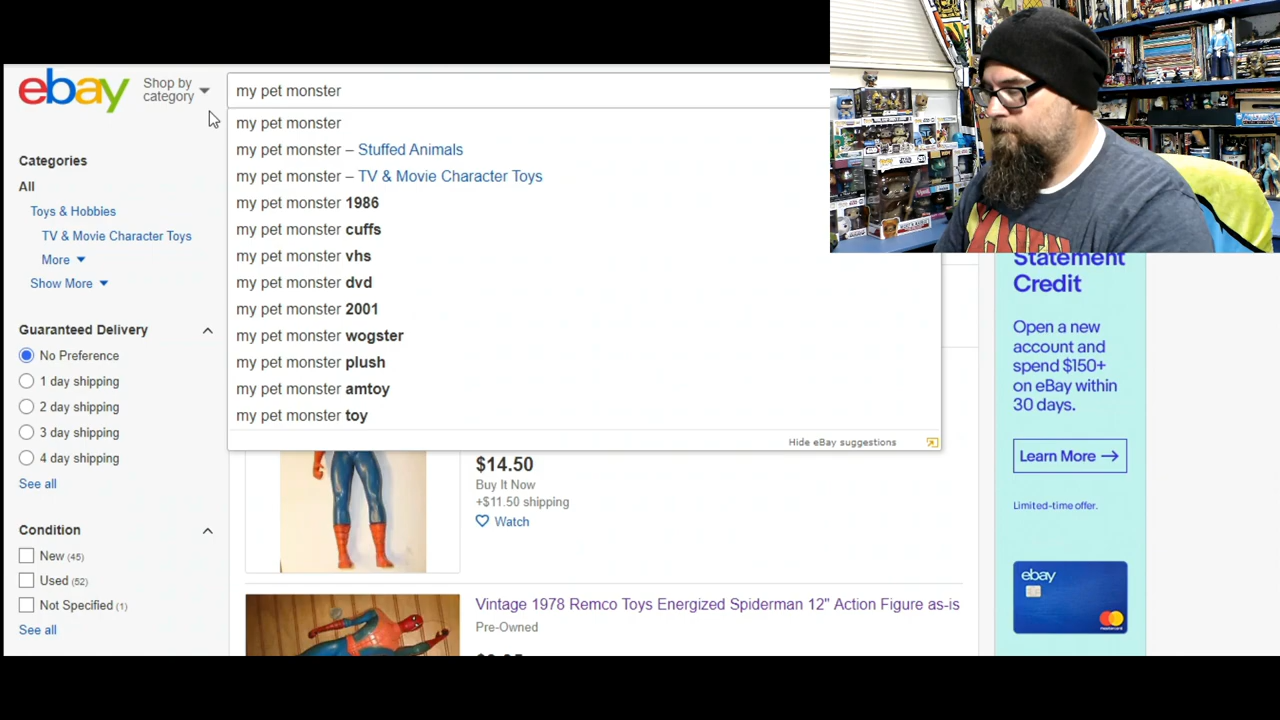 ebay
Shop by
category
my pet monster
my pet monster
my pet monster – Stuffed Animals
my pet monster – TV & Movie Character Toys
my pet monster 1986
my pet monster cuffs
my pet monster vhs
my pet monster dvd
my pet monster 2001
my pet monster wogster
my pet monster plush
my pet monster amtoy
my pet monster toy
Hide eBay suggestions
Categories
All
Toys & Hobbies
TV & Movie Character Toys
More
Show More
Guaranteed Delivery
No Preference
1 day shipping
2 day shipping
3 day shipping
4 day shipping
See all
Condition
New (45)
Used (52)
Not Specified (1)
See all
$14.50
Buy It Now
+$11.50 shipping
Watch
Vintage 1978 Remco Toys Energized Spiderman 12" Action Figure as-is
Pre-Owned
Statement
Credit
Open a new
account and
spend $150+
on eBay within
30 days.
Learn More →
Limited-time offer.
ebay